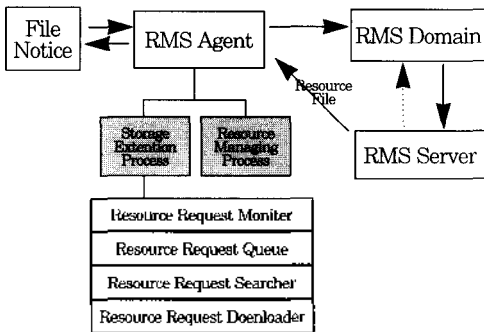 File
Notice
RMS Agent
RMS Domain
Resource
File
RMS Server
Storage
Extention
Process
Resource
Managing
Process
Resource Request Moniter
Resource Request Queue
Resource Request Searcher
Resource Request Doenloader